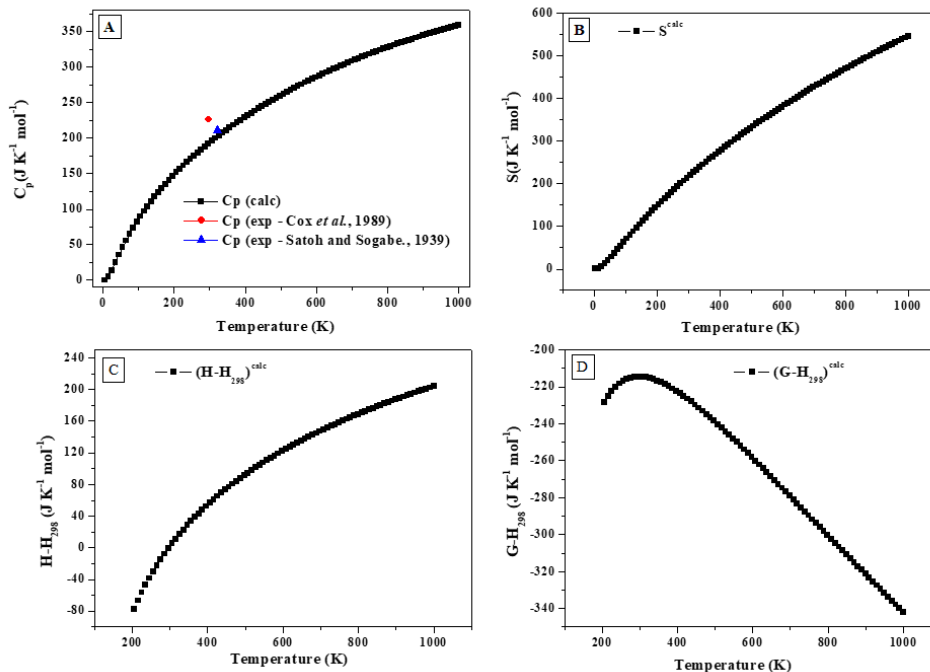 A
C_p (J K^-1 mol^-1)
350
300
250
200
150
100
50
0
Cp (calc)
Cp (exp - Cox et al., 1989)
Cp (exp - Satoh and Sogabe., 1939)
0 200 400 600 800 1000
Temperature (K)
B
S^calc
S(J K^-1 mol^-1)
600
500
400
300
200
100
0
0 200 400 600 800 1000
Temperature (K)
C
(H-H_298)^calc
H-H_298 (J K^-1 mol^-1)
240
200
160
120
80
40
0
-40
-80
200 400 600 800 1000
Temperature (K)
D
(G-H_298)^calc
G-H_298 (J K^-1 mol^-1)
-200
-220
-240
-260
-280
-300
-320
-340
200 400 600 800 1000
Temperature (K)